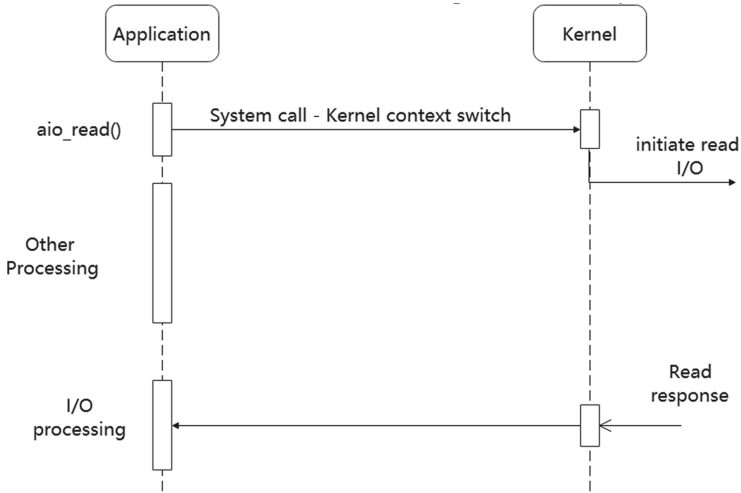 Application
Kernel
aio_read()
System call - Kernel context switch
initiate read
I/O
Other
Processing
Read
response
I/O
processing